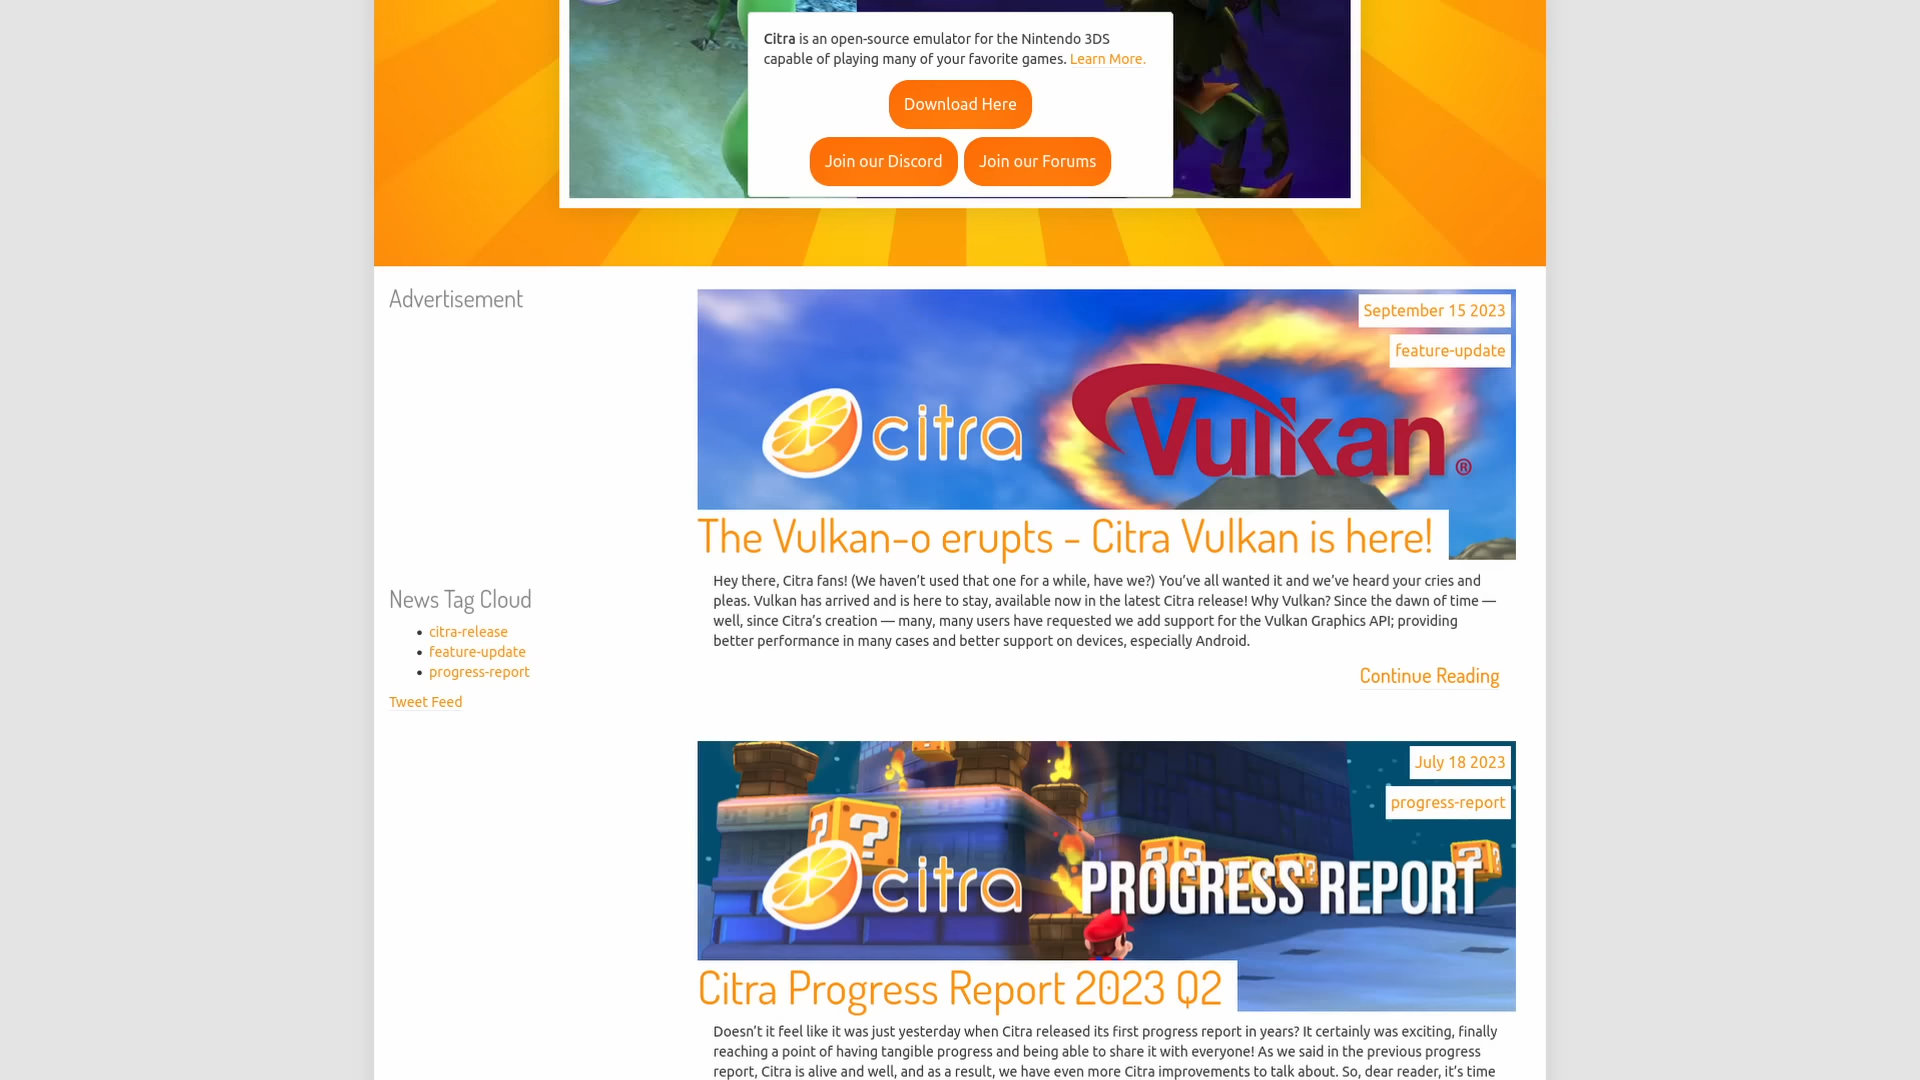 Citra is an open-source emulator for the Nintendo 3DS
capable of playing many of your favorite games. Learn More.
Download Here
Join our Discord
Join our Forums
Advertisement
September 15 2023
feature-update
citra
Vulkan®
The Vulkan-o erupts - Citra Vulkan is here!
Hey there, Citra fans! (We haven’t used that one for a while, have we?) You’ve all wanted it and we’ve heard your cries and
pleas. Vulkan has arrived and is here to stay, available now in the latest Citra release! Why Vulkan? Since the dawn of time —
well, since Citra’s creation — many, many users have requested we add support for the Vulkan Graphics API; providing
better performance in many cases and better support on devices, especially Android.
Continue Reading
News Tag Cloud
citra-release
feature-update
progress-report
Tweet Feed
July 18 2023
progress-report
citra
PROGRESS REPORT
Citra Progress Report 2023 Q2
Doesn’t it feel like it was just yesterday when Citra released its first progress report in years? It certainly was exciting, finally
reaching a point of having tangible progress and being able to share it with everyone! As we said in the previous progress
report, Citra is alive and well, and as a result, we have even more Citra improvements to talk about. So, dear reader, it’s time